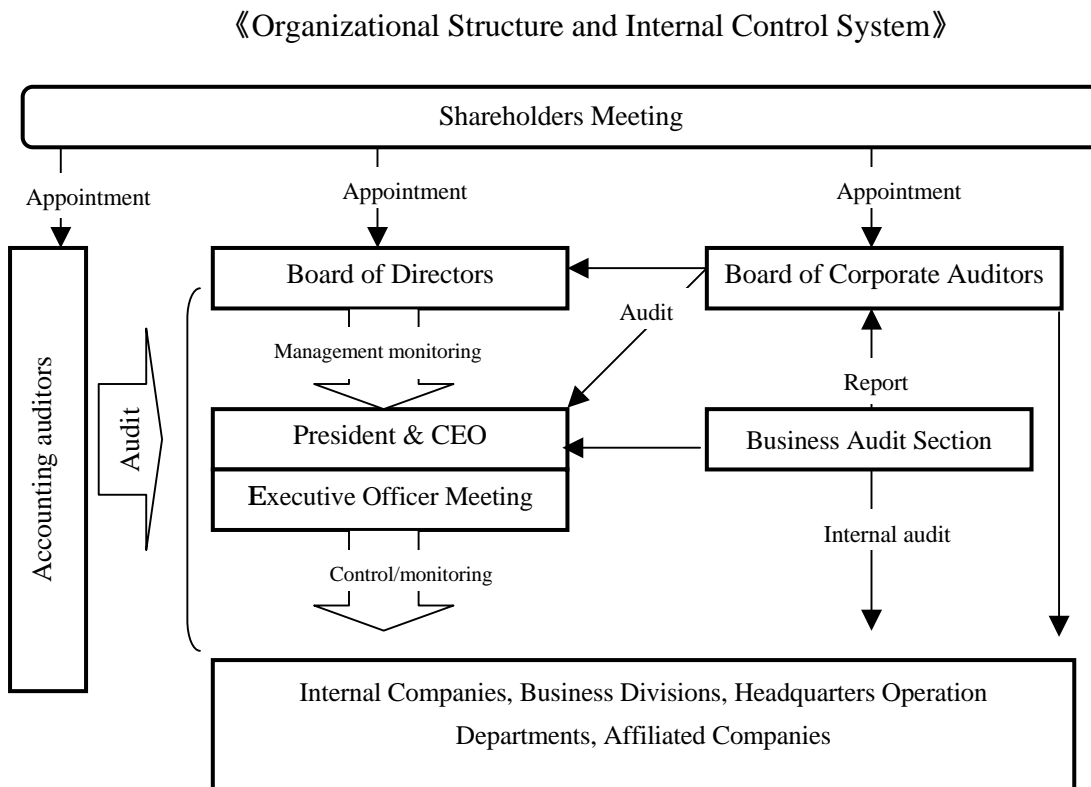 《Organizational Structure and Internal Control System》
Shareholders Meeting
Appointment
Appointment
Appointment
Board of Directors
Board of Corporate Auditors
Audit
Management monitoring
Report
Accounting auditors
Audit
President & CEO
Business Audit Section
Executive Officer Meeting
Internal audit
Control/monitoring
Internal Companies, Business Divisions, Headquarters Operation
Departments, Affiliated Companies